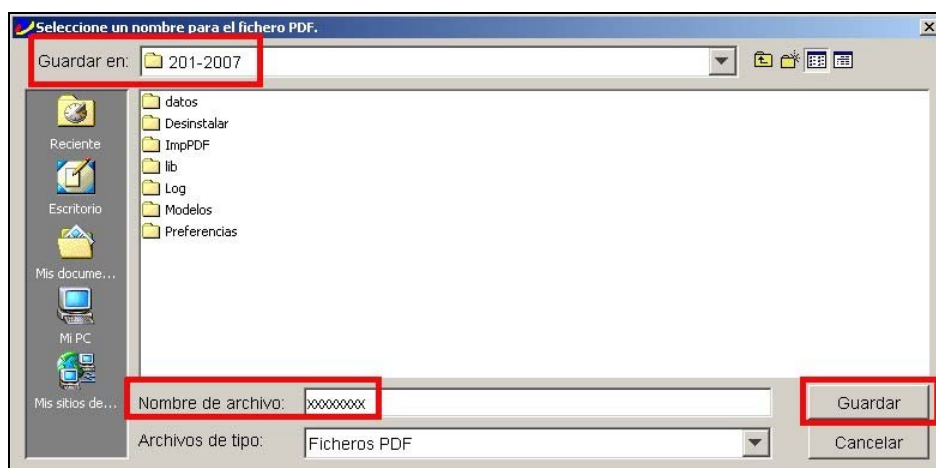 Seleccione un nombre para el fichero PDF.
Guardar en: 201-2007
datos
Desinstalar
ImpPDF
lib
Log
Modelos
Preferencias
Reciente
Escritorio
Mis docume...
Mi PC
Mis sitios de...
Nombre de archivo: xxxxxxxx
Guardar
Archivos de tipo: Ficheros PDF
Cancelar